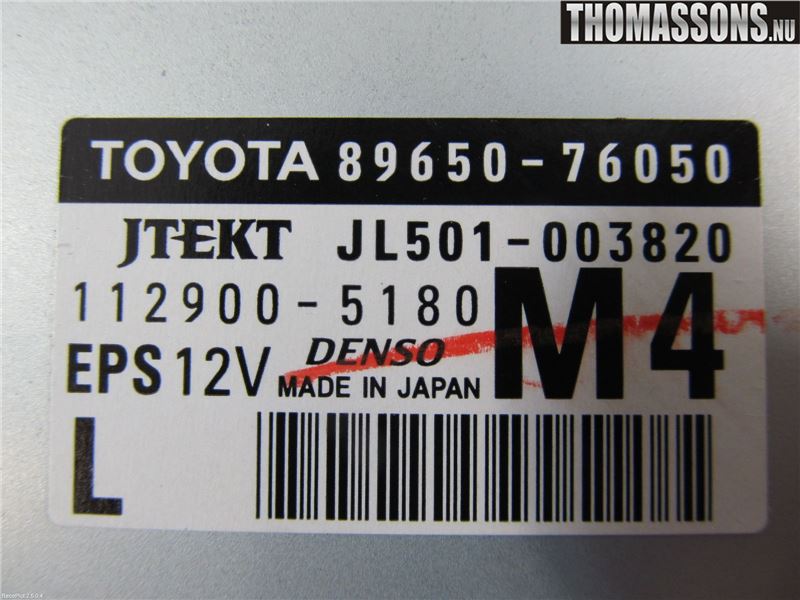 THOMASSONS.NU
TOYOTA 89650-76050
JTEKT JL501-003820
112900-5180
M4
EPS 12V
DENSO
MADE IN JAPAN
L